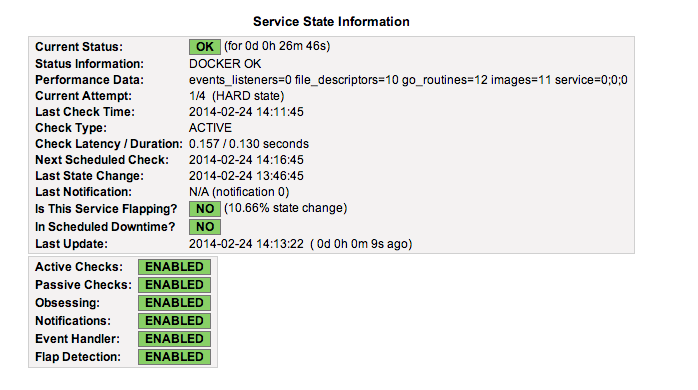 Service State Information
Current Status: OK (for 0d 0h 26m 46s)
Status Information: DOCKER OK
Performance Data: events_listeners=0 file_descriptors=10 go_routines=12 images=11 service=0;0;0
Current Attempt: 1/4 (HARD state)
Last Check Time: 2014-02-24 14:11:45
Check Type: ACTIVE
Check Latency / Duration: 0.157 / 0.130 seconds
Next Scheduled Check: 2014-02-24 14:16:45
Last State Change: 2014-02-24 13:46:45
Last Notification: N/A (notification 0)
Is This Service Flapping? NO (10.66% state change)
In Scheduled Downtime? NO
Last Update: 2014-02-24 14:13:22 ( 0d 0h 0m 9s ago)
Active Checks: ENABLED
Passive Checks: ENABLED
Obsessing: ENABLED
Notifications: ENABLED
Event Handler: ENABLED
Flap Detection: ENABLED